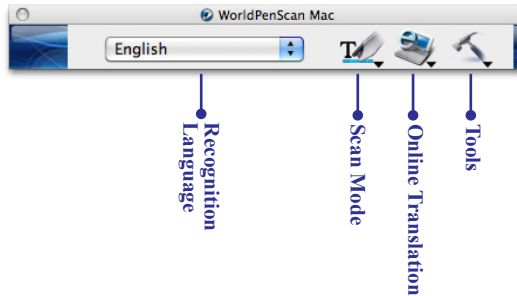 WorldPenScan Mac
English
T
Recognition
Language
Scan Mode
Online Translation
Tools